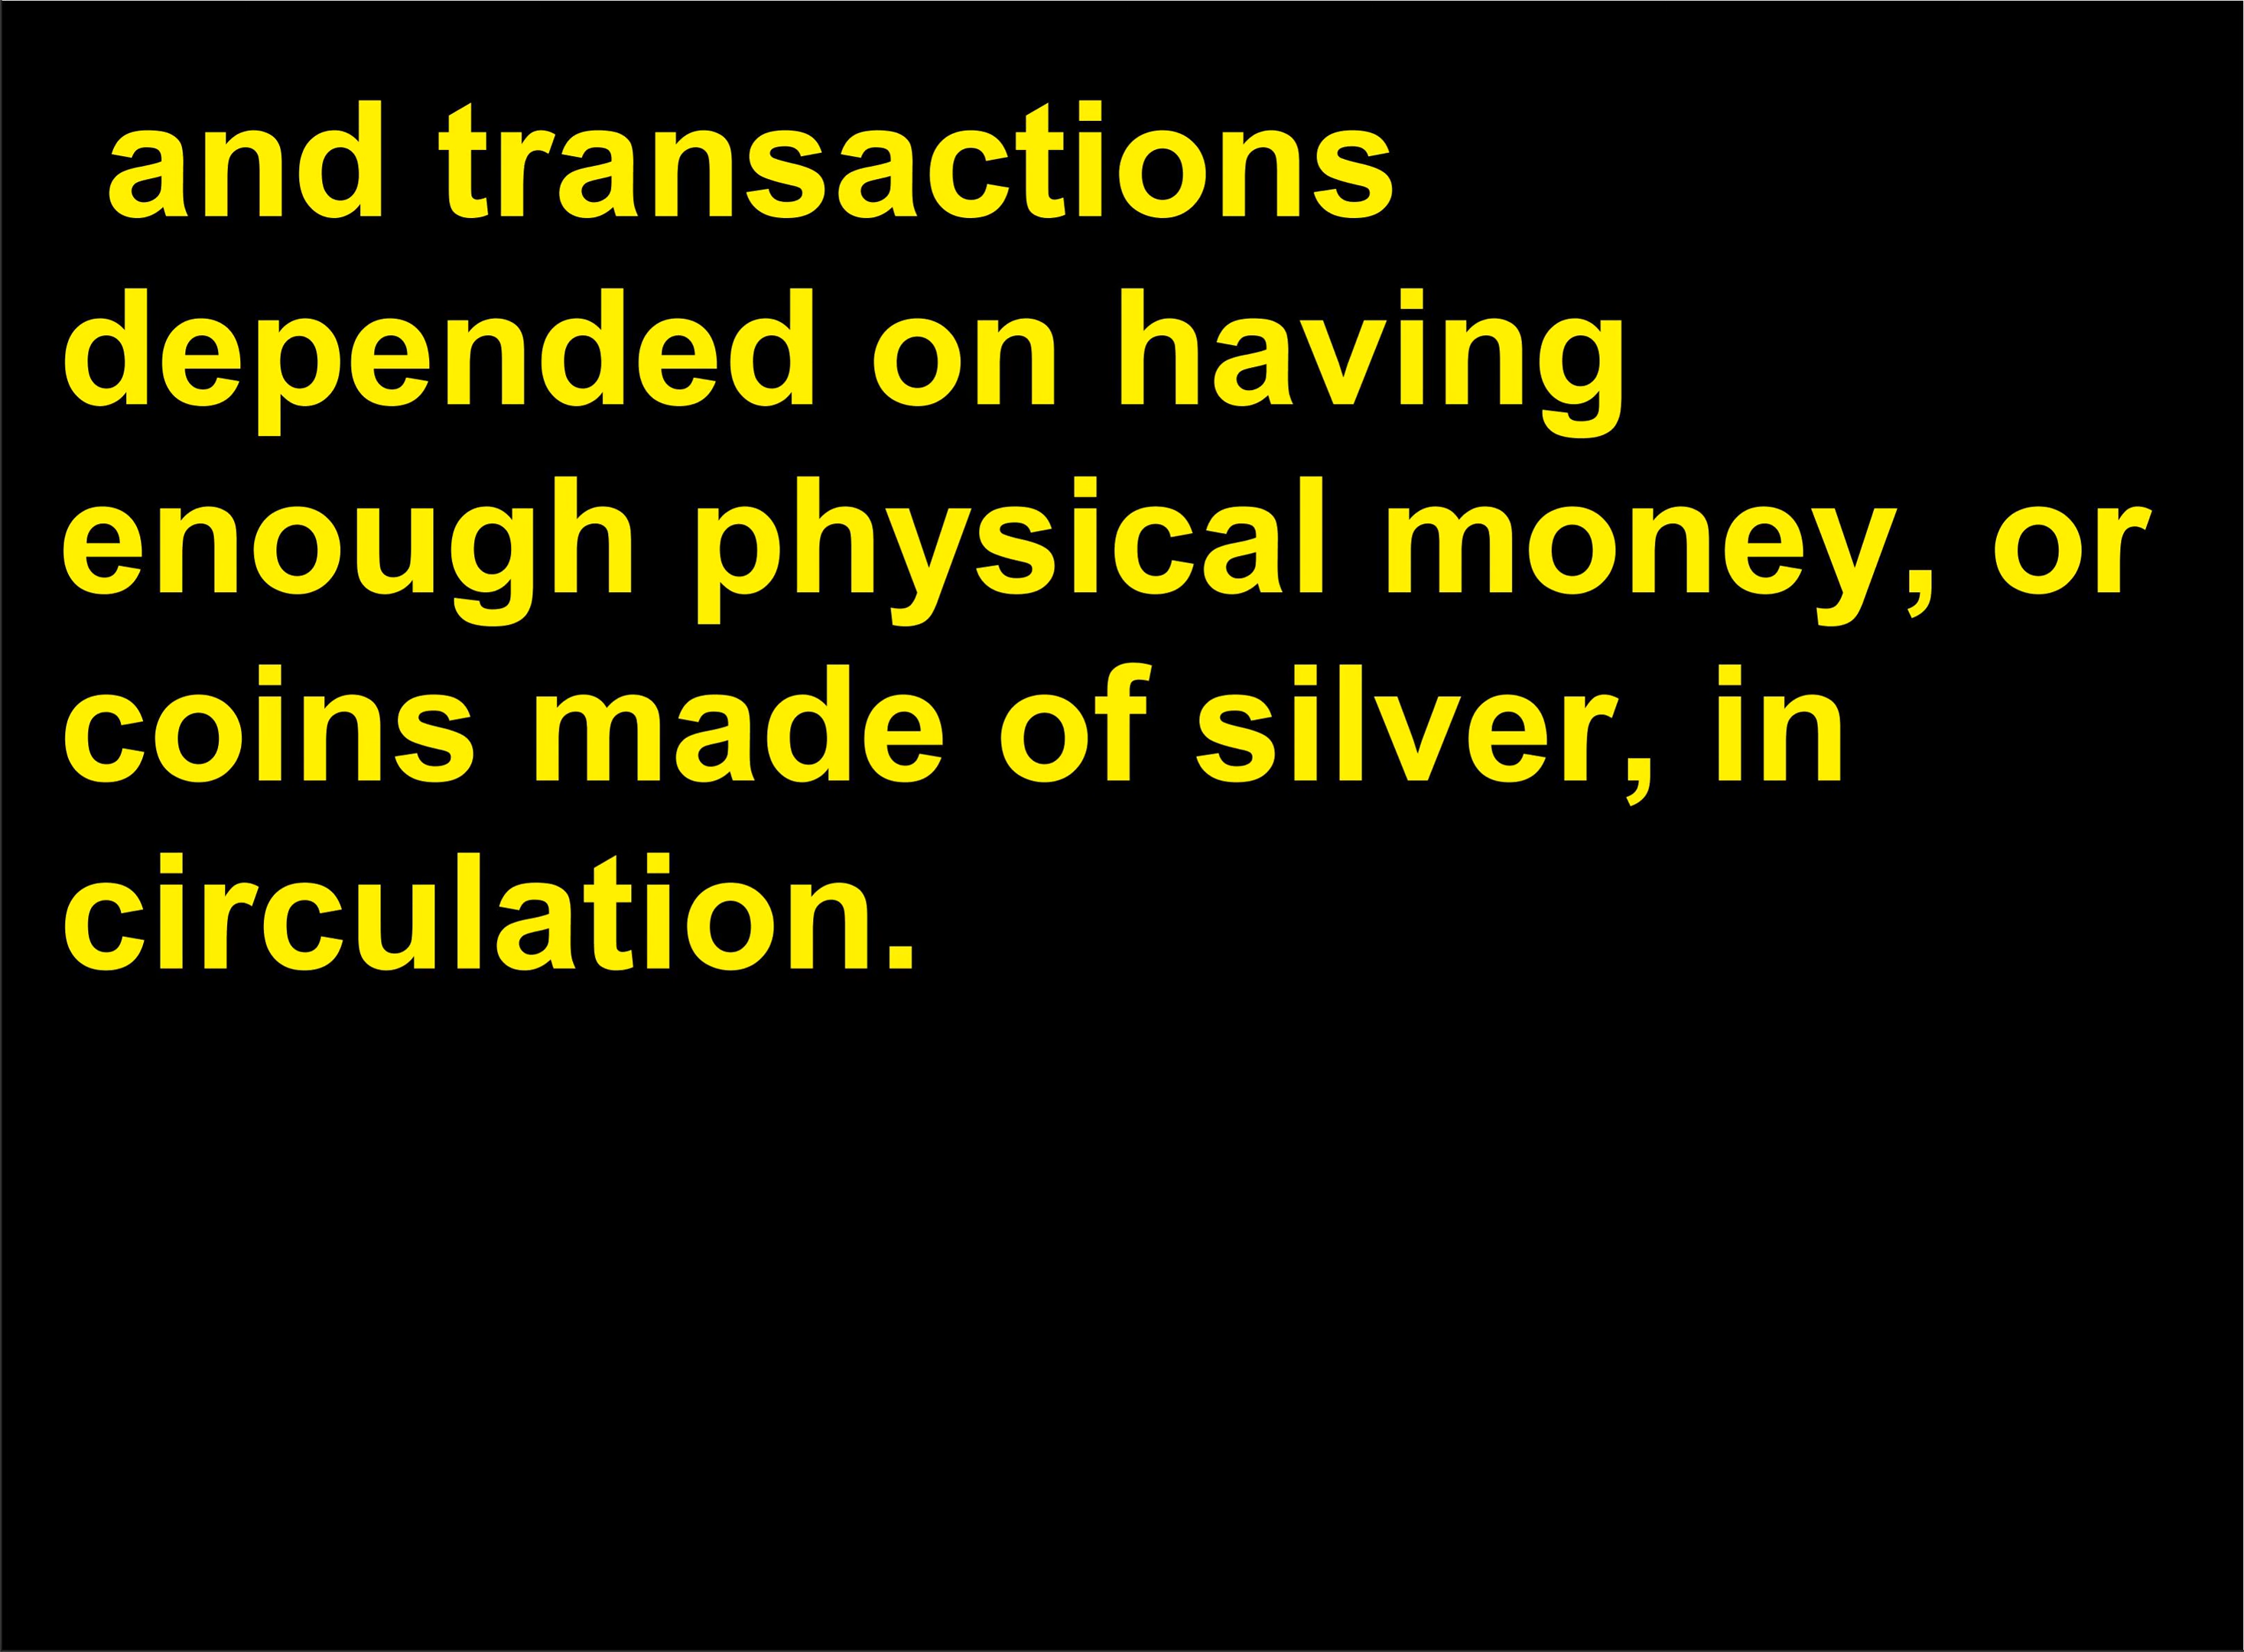 and transactions
depended on having
enough physical money, or
coins made of silver, in
circulation.